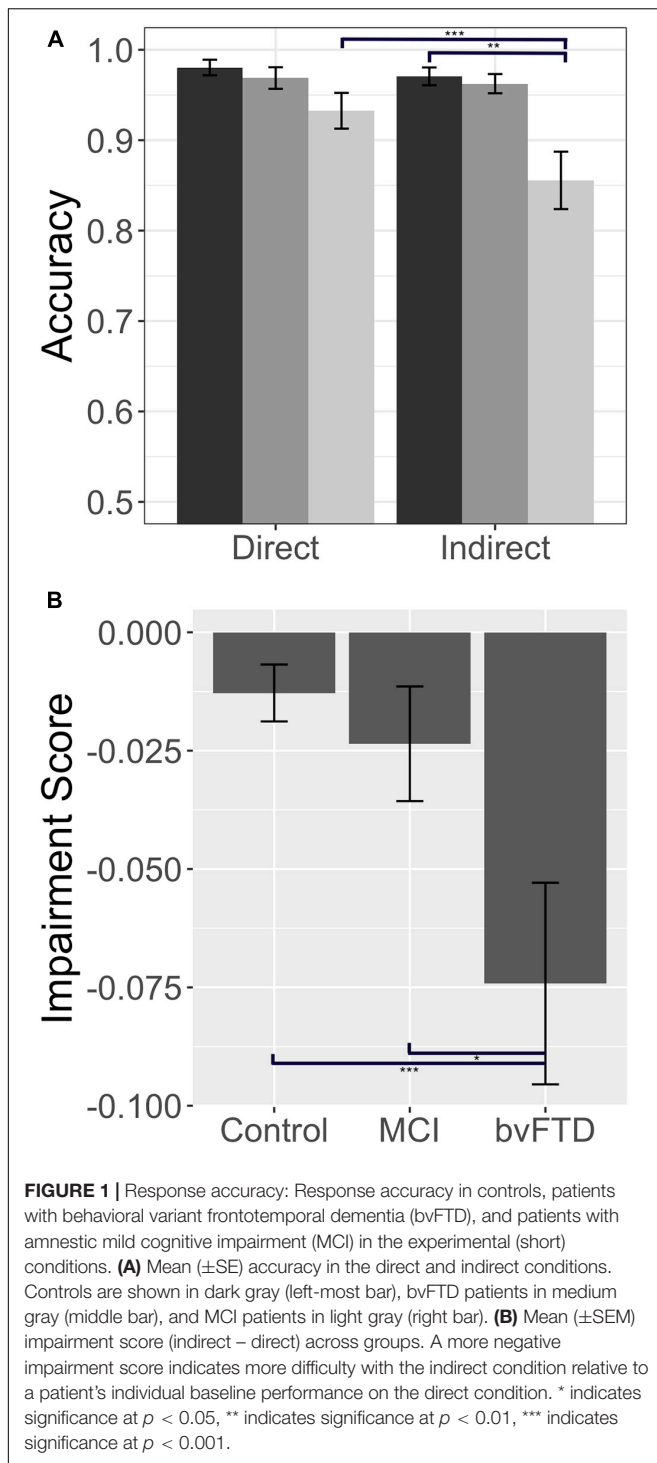 A
***
**
1.0
0.9
0.8
0.7
0.6
0.5
Accuracy
Direct Indirect
B
0.000
-0.025
-0.050
-0.075
-0.100
Impairment Score
*
***
Control MCI bvFTD
FIGURE 1 | Response accuracy: Response accuracy in controls, patients
with behavioral variant frontotemporal dementia (bvFTD), and patients with
amnestic mild cognitive impairment (MCI) in the experimental (short)
conditions. (A) Mean (±SE) accuracy in the direct and indirect conditions.
Controls are shown in dark gray (left-most bar), bvFTD patients in medium
gray (middle bar), and MCI patients in light gray (right bar). (B) Mean (±SEM)
impairment score (indirect – direct) across groups. A more negative
impairment score indicates more difficulty with the indirect condition relative to
a patient's individual baseline performance on the direct condition. * indicates
significance at p < 0.05, ** indicates significance at p < 0.01, *** indicates
significance at p < 0.001.